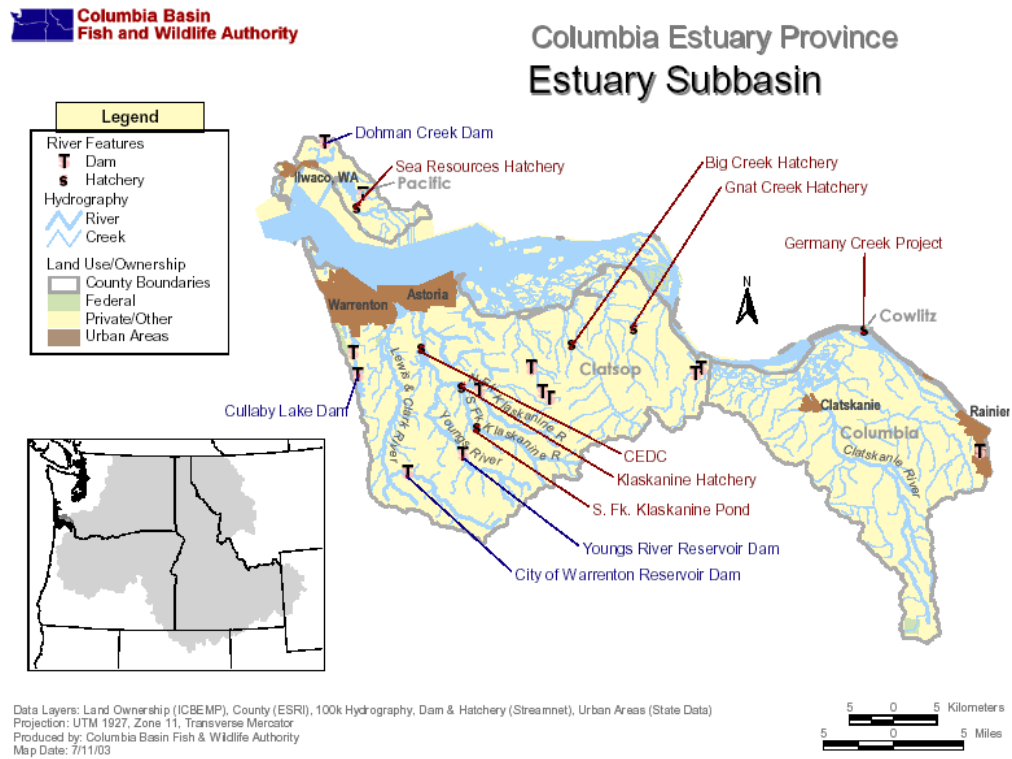 Columbia Basin
Fish and Wildlife Authority
Columbia Estuary Province
Estuary Subbasin
Legend
River Features
T Dam
s Hatchery
Hydrography
River
Creek
Land Use/Ownership
County Boundaries
Federal
Private/Other
Urban Areas
Dohman Creek Dam
Sea Resources Hatchery
Ilwaco, WA
Pacific
Big Creek Hatchery
Gnat Creek Hatchery
Germany Creek Project
N
Cowlitz
Warrenton
Astoria
Clatsop
Cullaby Lake Dam
Lewis & Clark River
N Fk Klaskanine R
S Fk Klaskanine R
Youngs River
Clatskanie
Rainier
Columbia
Clatskanie River
CEDC
Klaskanine Hatchery
S. Fk. Klaskanine Pond
Youngs River Reservoir Dam
City of Warrenton Reservoir Dam
Data Layers: Land Ownership (ICBEMP), County (ESRI), 100k Hydrography, Dam & Hatchery (Streamnet), Urban Areas (State Data)
Projection: UTM 1927, Zone 11, Transverse Mercator
Produced by: Columbia Basin Fish & Wildlife Authority
Map Date: 7/11/03
5 0 5 Kilometers
5 0 5 Miles